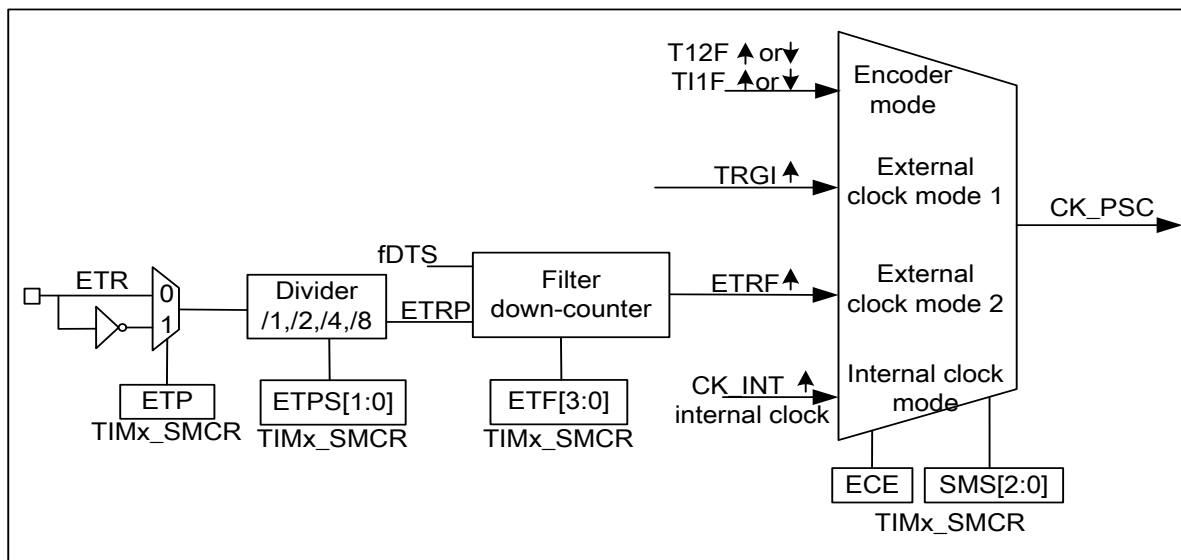 T12F ↑ or ↓
TI1F ↑ or ↓
Encoder
mode
TRGI ↑
External
clock mode 1
CK_PSC
ETR
0
1
Divider
/1,/2,/4,/8
fDTS
ETRP
Filter
down-counter
ETRF ↑
External
clock mode 2
CK_INT ↑
internal clock
Internal clock
mode
ETP
TIMx_SMCR
ETPS[1:0]
TIMx_SMCR
ETF[3:0]
TIMx_SMCR
ECE
SMS[2:0]
TIMx_SMCR